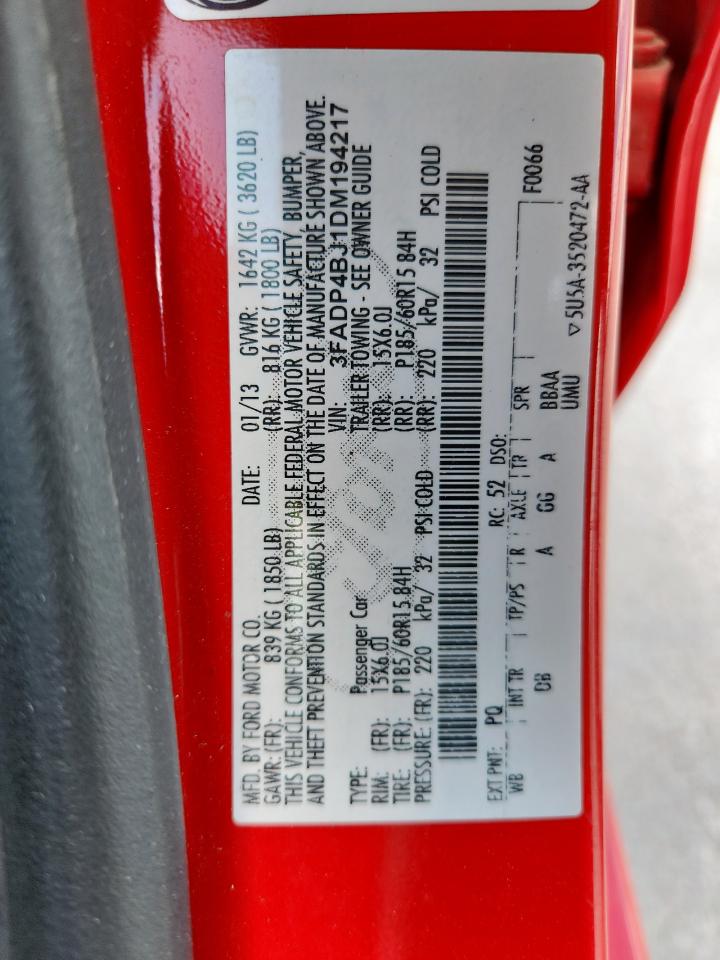 MFD. BY FORD MOTOR CO. DATE: 01/13 GVWR: 1642 KG ( 3620 LB)
GAWR: (FR): 839 KG ( 1850 LB) (RR): 816 KG ( 1800 LB)
THIS VEHICLE CONFORMS TO ALL APPLICABLE FEDERAL MOTOR VEHICLE SAFETY, BUMPER,
AND THEFT PREVENTION STANDARDS IN EFFECT ON THE DATE OF MANUFACTURE SHOWN ABOVE.
VIN: 3FADP4BJ1DM194217
TYPE: Passenger Car TRAILER TOWING - SEE OWNER GUIDE
RIM: (FR): 15X6.0J (RR): 15X6.0J
TIRE: (FR): P185/60R15 84H (RR): P185/60R15 84H
PRESSURE: (FR): 220 kPa/ 32 PSI COLD (RR): 220 kPa/ 32 PSI COLD
EXT PNT: PQ RC: 52 DSO: F0066
WB INT TR TP/PS R AXLE TR SPR
DB A GG A BBAA
UMU
▽5U5A-3520472-AA